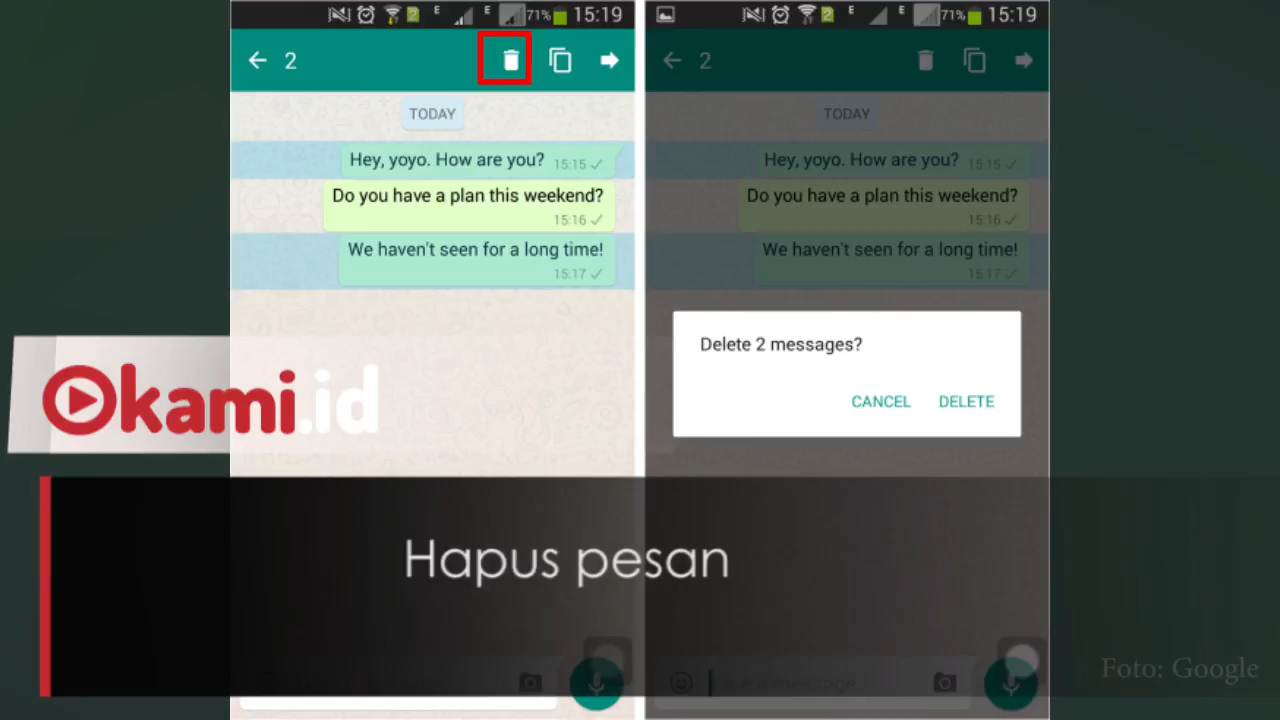 E E 71% 15:19
2
TODAY
Hey, yoyo. How are you? 15:15
Do you have a plan this weekend?
15:16
We haven't seen for a long time!
15:17
E E 71% 15:19
2
TODAY
Hey, yoyo. How are you? 15:15
Do you have a plan this weekend?
15:16
We haven't seen for a long time!
15:17
Delete 2 messages?
CANCEL DELETE
Okami.id
Hapus pesan
a message
Foto: Google